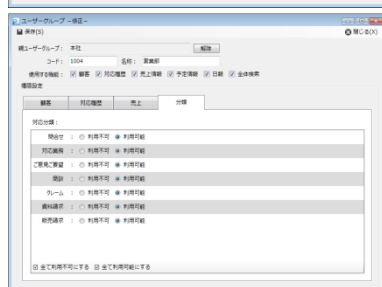 ユーザーグループ −修正−
保存(S) 閉じる(X)
親ユーザーグループ： 本社 解除
コード： 1004 名称： 営業部
使用する機能： 顧客 対応履歴 売上情報 予定情報 日報 全体検索
権限設定
顧客 対応履歴 売上 分類
対応分類：
問合せ ： 利用不可 利用可能
対応義務 ： 利用不可 利用可能
ご意見ご要望 ： 利用不可 利用可能
商談 ： 利用不可 利用可能
クレーム ： 利用不可 利用可能
資料請求 ： 利用不可 利用可能
販売請求 ： 利用不可 利用可能
全て利用不可にする 全て利用可能にする